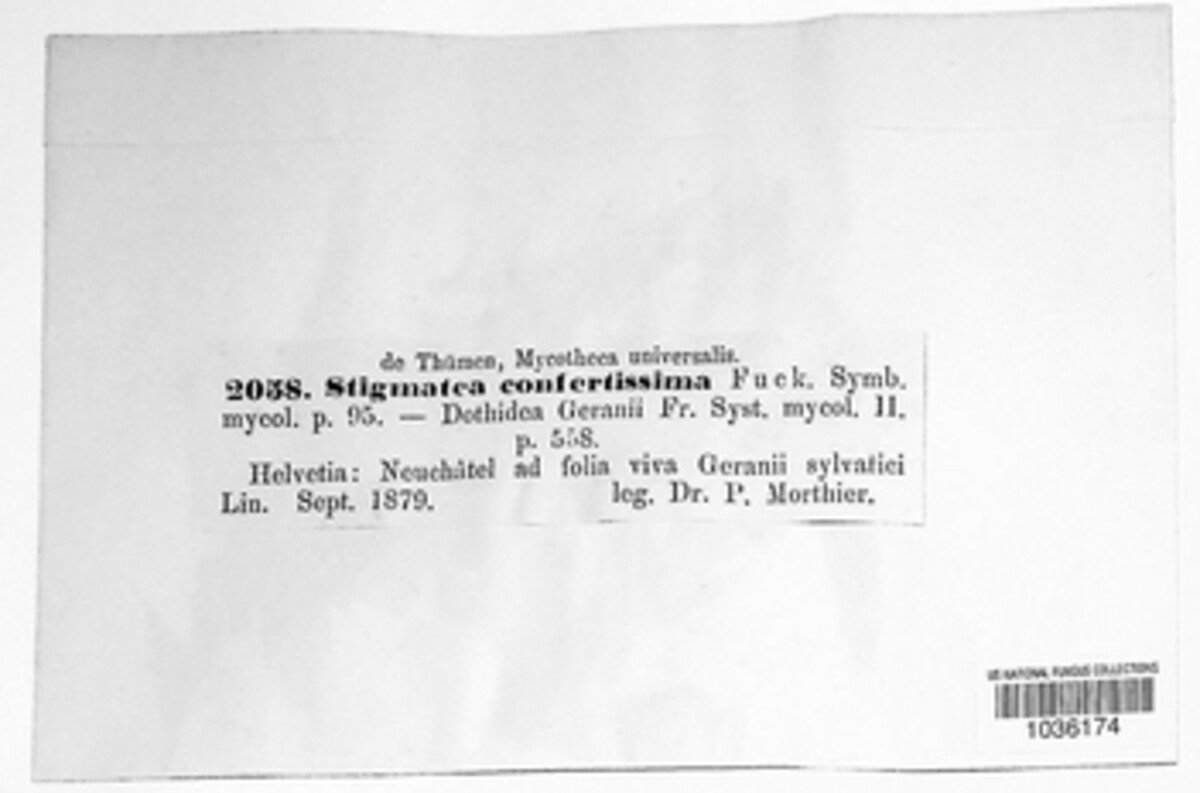 de Thümen, Mycotheca universalis.
2058. Stigmatea confertissima Fuck. Symb.
mycol. p. 95. — Dothidea Geranii Fr. Syst. mycol. II.
p. 558.
Helvetia: Neuchâtel ad folia viva Geranii sylvatici
Lin. Sept. 1879. leg. Dr. P. Morthier.
US NATIONAL FUNGUS COLLECTIONS
1036174